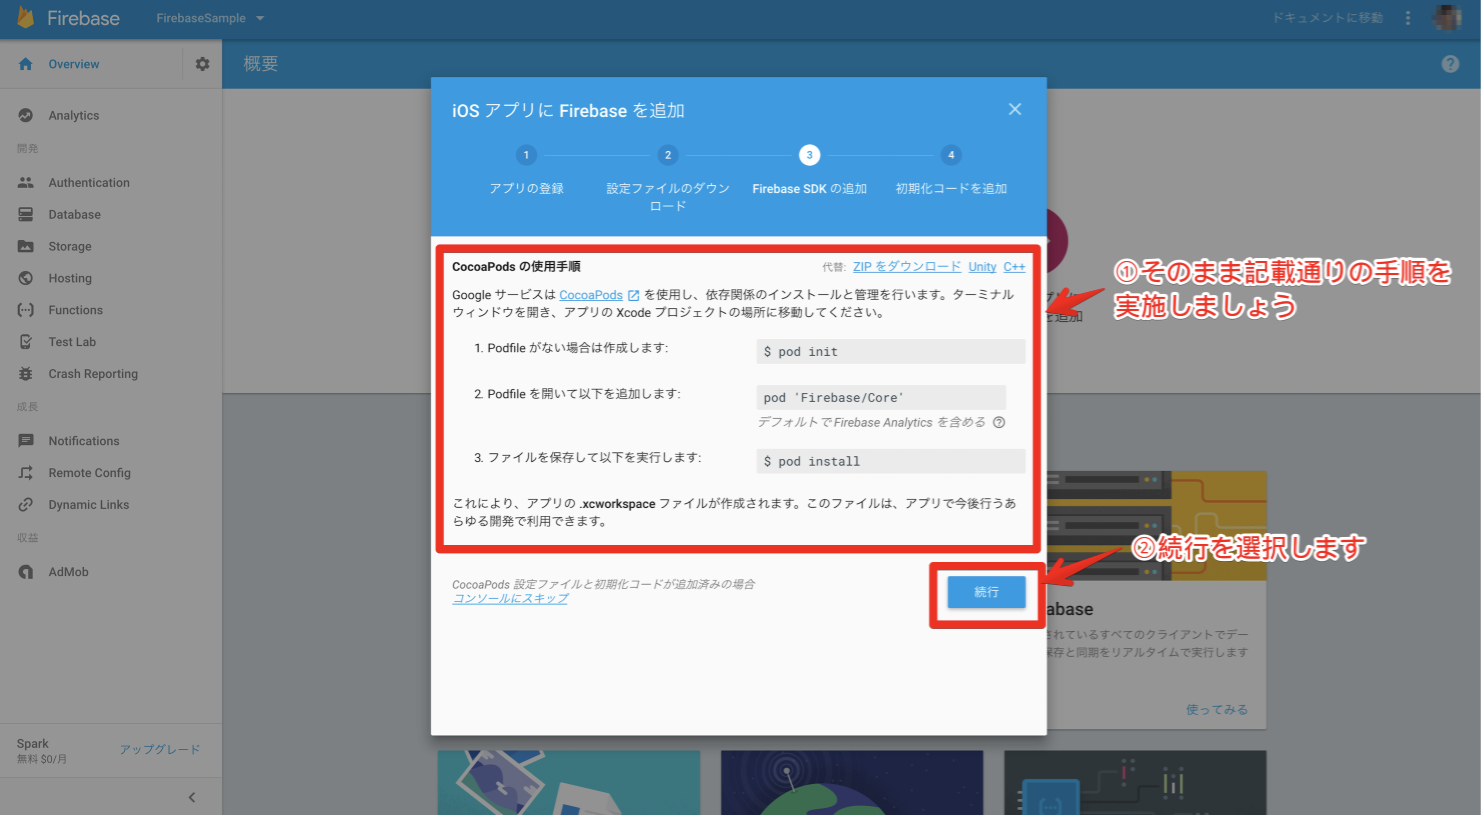 Firebase
FirebaseSample
ドキュメントに移動
Overview
概要
Analytics
開発
Authentication
Database
Storage
Hosting
Functions
Test Lab
Crash Reporting
成長
Notifications
Remote Config
Dynamic Links
収益
AdMob
Spark
無料 $0/月
アップグレード
iOS アプリに Firebase を追加
1
2
3
4
アプリの登録
設定ファイルのダウン
ロード
Firebase SDK の追加
初期化コードを追加
CocoaPods の使用手順
代替: ZIP をダウンロード Unity C++
Google サービスは CocoaPods を使用し、依存関係のインストールと管理を行います。ターミナル
ウィンドウを開き、アプリの Xcode プロジェクトの場所に移動してください。
1. Podfile がない場合は作成します:
$ pod init
2. Podfile を開いて以下を追加します:
pod 'Firebase/Core'
デフォルトで Firebase Analytics を含める
3. ファイルを保存して以下を実行します:
$ pod install
これにより、アプリの .xcworkspace ファイルが作成されます。このファイルは、アプリで今後行うあ
らゆる開発で利用できます。
CocoaPods 設定ファイルと初期化コードが追加済みの場合
コンソールにスキップ
続行
①そのまま記載通りの手順を
実施しましょう
を追加
②続行を選択します
abase
されているすべてのクライアントでデー
保存と同期をリアルタイムで実行します
使ってみる